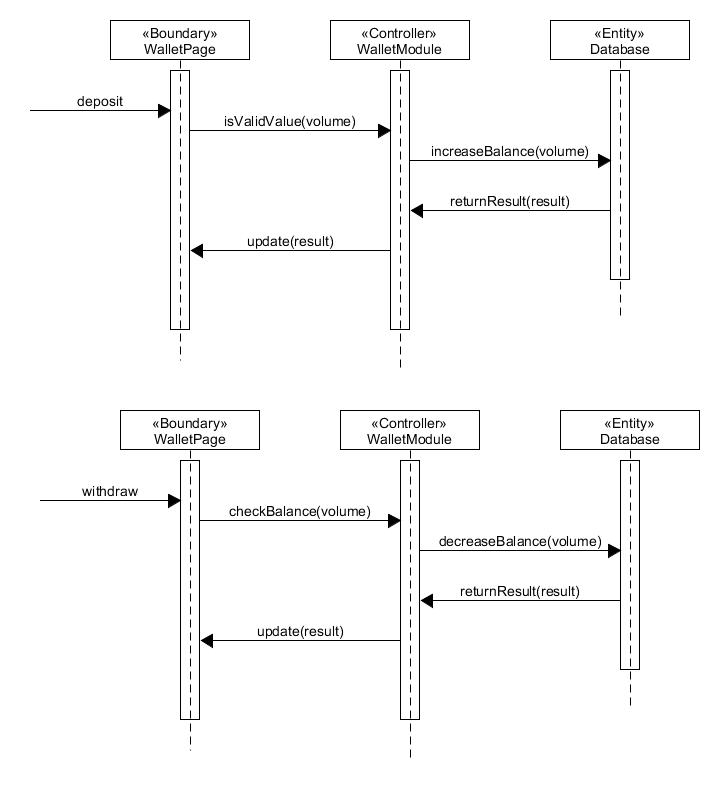 «Boundary»
WalletPage
«Controller»
WalletModule
«Entity»
Database
deposit
isValidValue(volume)
increaseBalance(volume)
returnResult(result)
update(result)
«Boundary»
WalletPage
«Controller»
WalletModule
«Entity»
Database
withdraw
checkBalance(volume)
decreaseBalance(volume)
returnResult(result)
update(result)